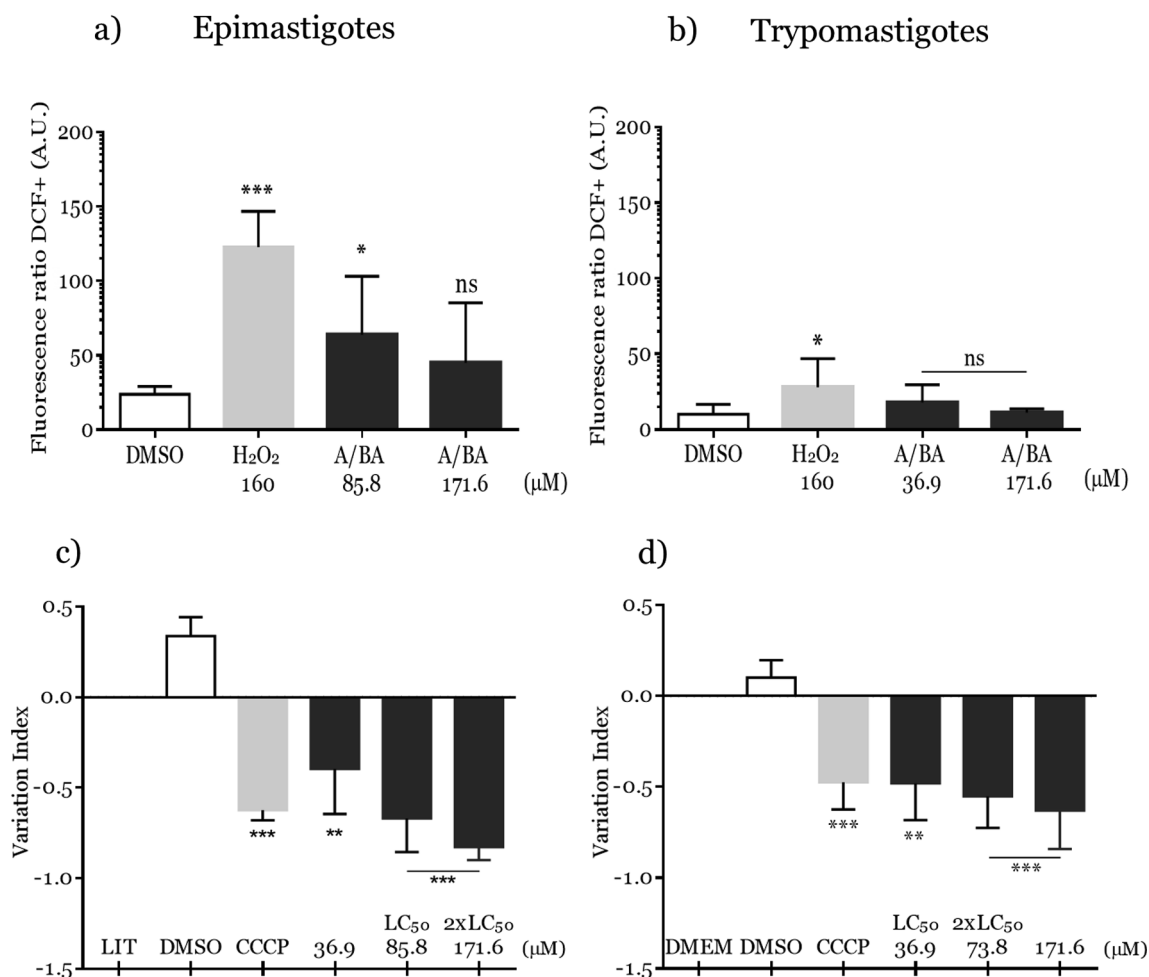 a) Epimastigotes
Fluorescence ratio DCF+ (A.U.)
200
150
100
50
0
***
*
ns
DMSO H₂O₂ A/BA A/BA
160 85.8 171.6 (μM)
b) Trypomastigotes
Fluorescence ratio DCF+ (A.U.)
200
150
100
50
0
*
ns
DMSO H₂O₂ A/BA A/BA
160 36.9 171.6 (μM)
c)
Variation Index
0.5
0.0
-0.5
-1.0
-1.5
***
**
***
LC₅₀ 2xLC₅₀
LIT DMSO CCCP 36.9 85.8 171.6 (μM)
d)
Variation Index
0.5
0.0
-0.5
-1.0
-1.5
***
**
***
LC₅₀ 2xLC₅₀
DMEM DMSO CCCP 36.9 73.8 171.6 (μM)